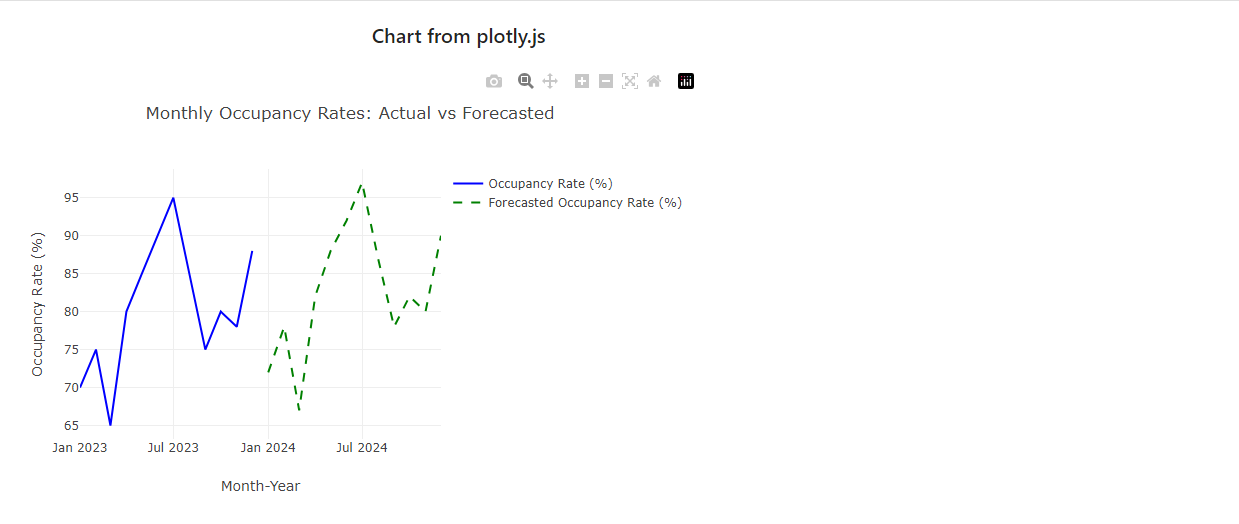 Chart from plotly.js
Monthly Occupancy Rates: Actual vs Forecasted
Occupancy Rate (%)
Forecasted Occupancy Rate (%)
95
90
85
80
75
70
65
Occupancy Rate (%)
Jan 2023 Jul 2023 Jan 2024 Jul 2024
Month-Year